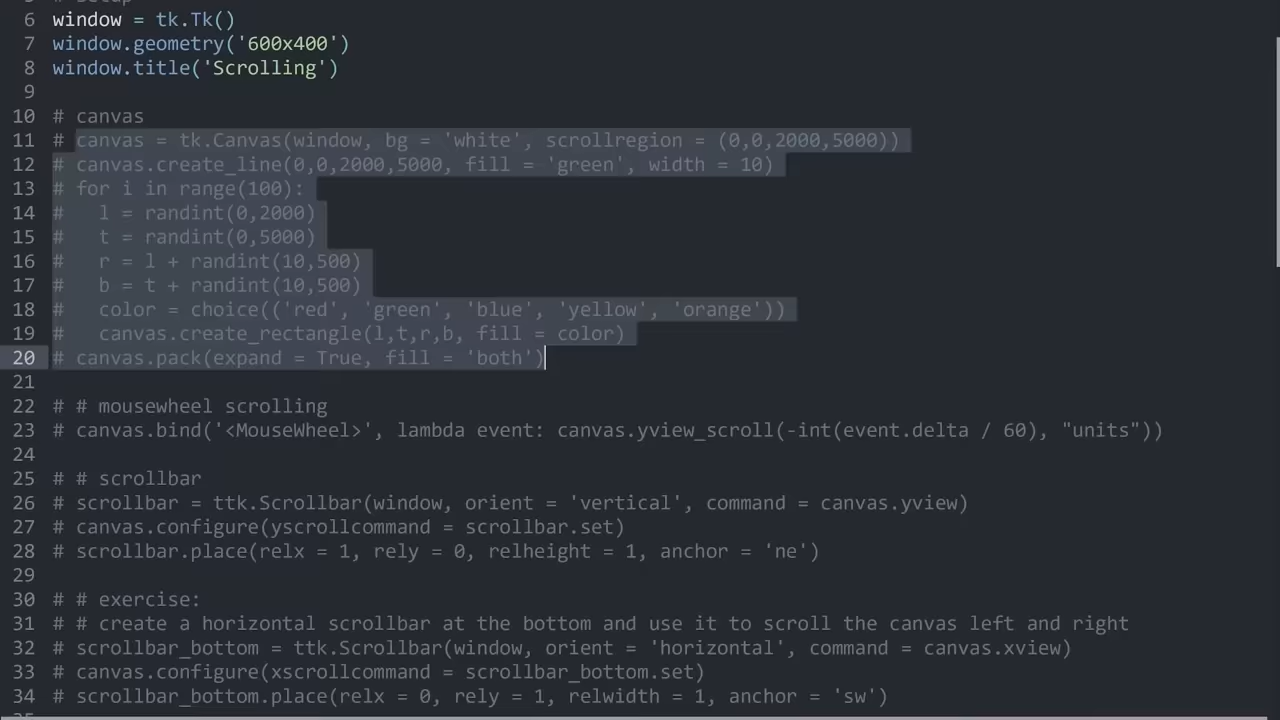 5 # setup
6 window = tk.Tk()
7 window.geometry('600x400')
8 window.title('Scrolling')
9
10 # canvas
11 # canvas = tk.Canvas(window, bg = 'white', scrollregion = (0,0,2000,5000))
12 # canvas.create_line(0,0,2000,5000, fill = 'green', width = 10)
13 # for i in range(100):
14 #   l = randint(0,2000)
15 #   t = randint(0,5000)
16 #   r = l + randint(10,500)
17 #   b = t + randint(10,500)
18 #   color = choice(('red', 'green', 'blue', 'yellow', 'orange'))
19 #   canvas.create_rectangle(l,t,r,b, fill = color)
20 # canvas.pack(expand = True, fill = 'both')
21
22 # # mousewheel scrolling
23 # canvas.bind('<MouseWheel>', lambda event: canvas.yview_scroll(-int(event.delta / 60), "units"))
24
25 # # scrollbar
26 # scrollbar = ttk.Scrollbar(window, orient = 'vertical', command = canvas.yview)
27 # canvas.configure(yscrollcommand = scrollbar.set)
28 # scrollbar.place(relx = 1, rely = 0, relheight = 1, anchor = 'ne')
29
30 # # exercise:
31 # # create a horizontal scrollbar at the bottom and use it to scroll the canvas left and right
32 # scrollbar_bottom = ttk.Scrollbar(window, orient = 'horizontal', command = canvas.xview)
33 # canvas.configure(xscrollcommand = scrollbar_bottom.set)
34 # scrollbar_bottom.place(relx = 0, rely = 1, relwidth = 1, anchor = 'sw')